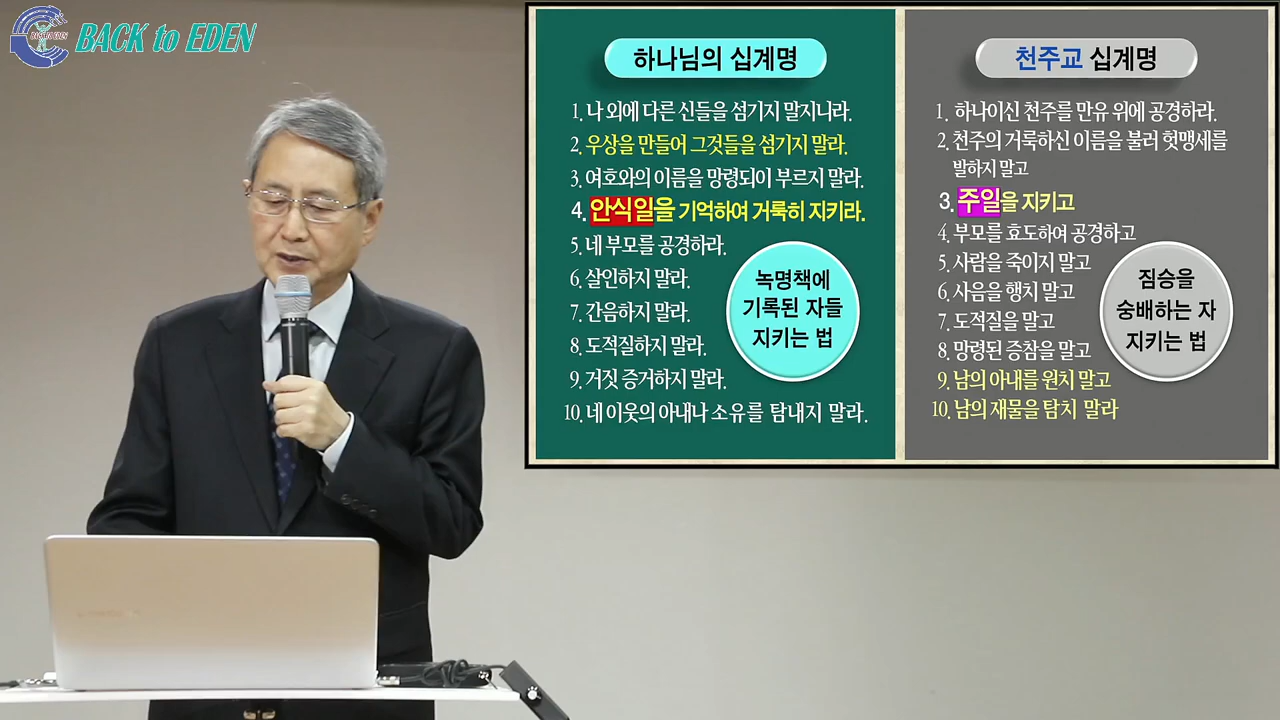 BACK to EDEN
하나님의 십계명
1. 나 외에 다른 신들을 섬기지 말지니라.
2. 우상을 만들어 그것들을 섬기지 말라.
3. 여호와의 이름을 망령되이 부르지 말라.
4. 안식일을 기억하여 거룩히 지키라.
5. 네 부모를 공경하라.
6. 살인하지 말라.
7. 간음하지 말라.
8. 도적질하지 말라.
9. 거짓 증거하지 말라.
10. 네 이웃의 아내나 소유를 탐내지 말라.
녹명책에
기록된 자들
지키는 법
천주교 십계명
1. 하나이신 천주를 만유 위에 공경하라.
2. 천주의 거룩하신 이름을 불러 헛맹세를
발하지 말고
3. 주일을 지키고
4. 부모를 효도하여 공경하고
5. 사람을 죽이지 말고
6. 사음을 행치 말고
7. 도적질을 말고
8. 망령된 증참을 말고
9. 남의 아내를 원치 말고
10. 남의 재물을 탐치 말라
짐승을
숭배하는 자
지키는 법